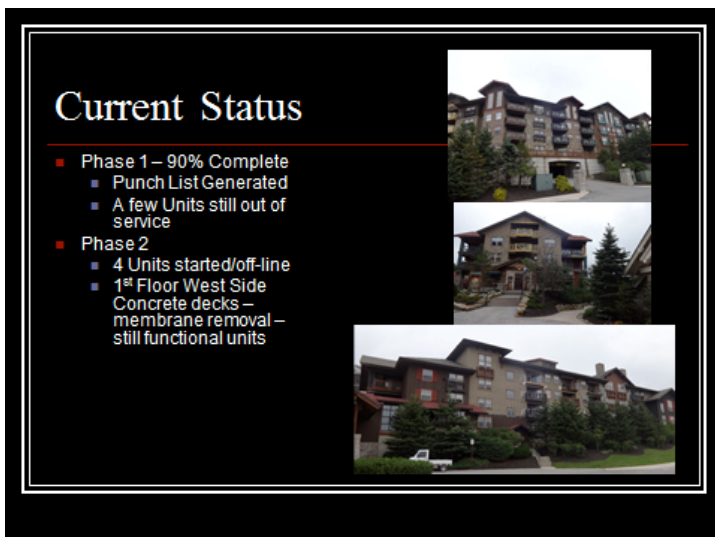 Current Status
Phase 1 – 90% Complete
Punch List Generated
A few Units still out of
service
Phase 2
4 Units started/off-line
1st Floor West Side
Concrete decks –
membrane removal –
still functional units